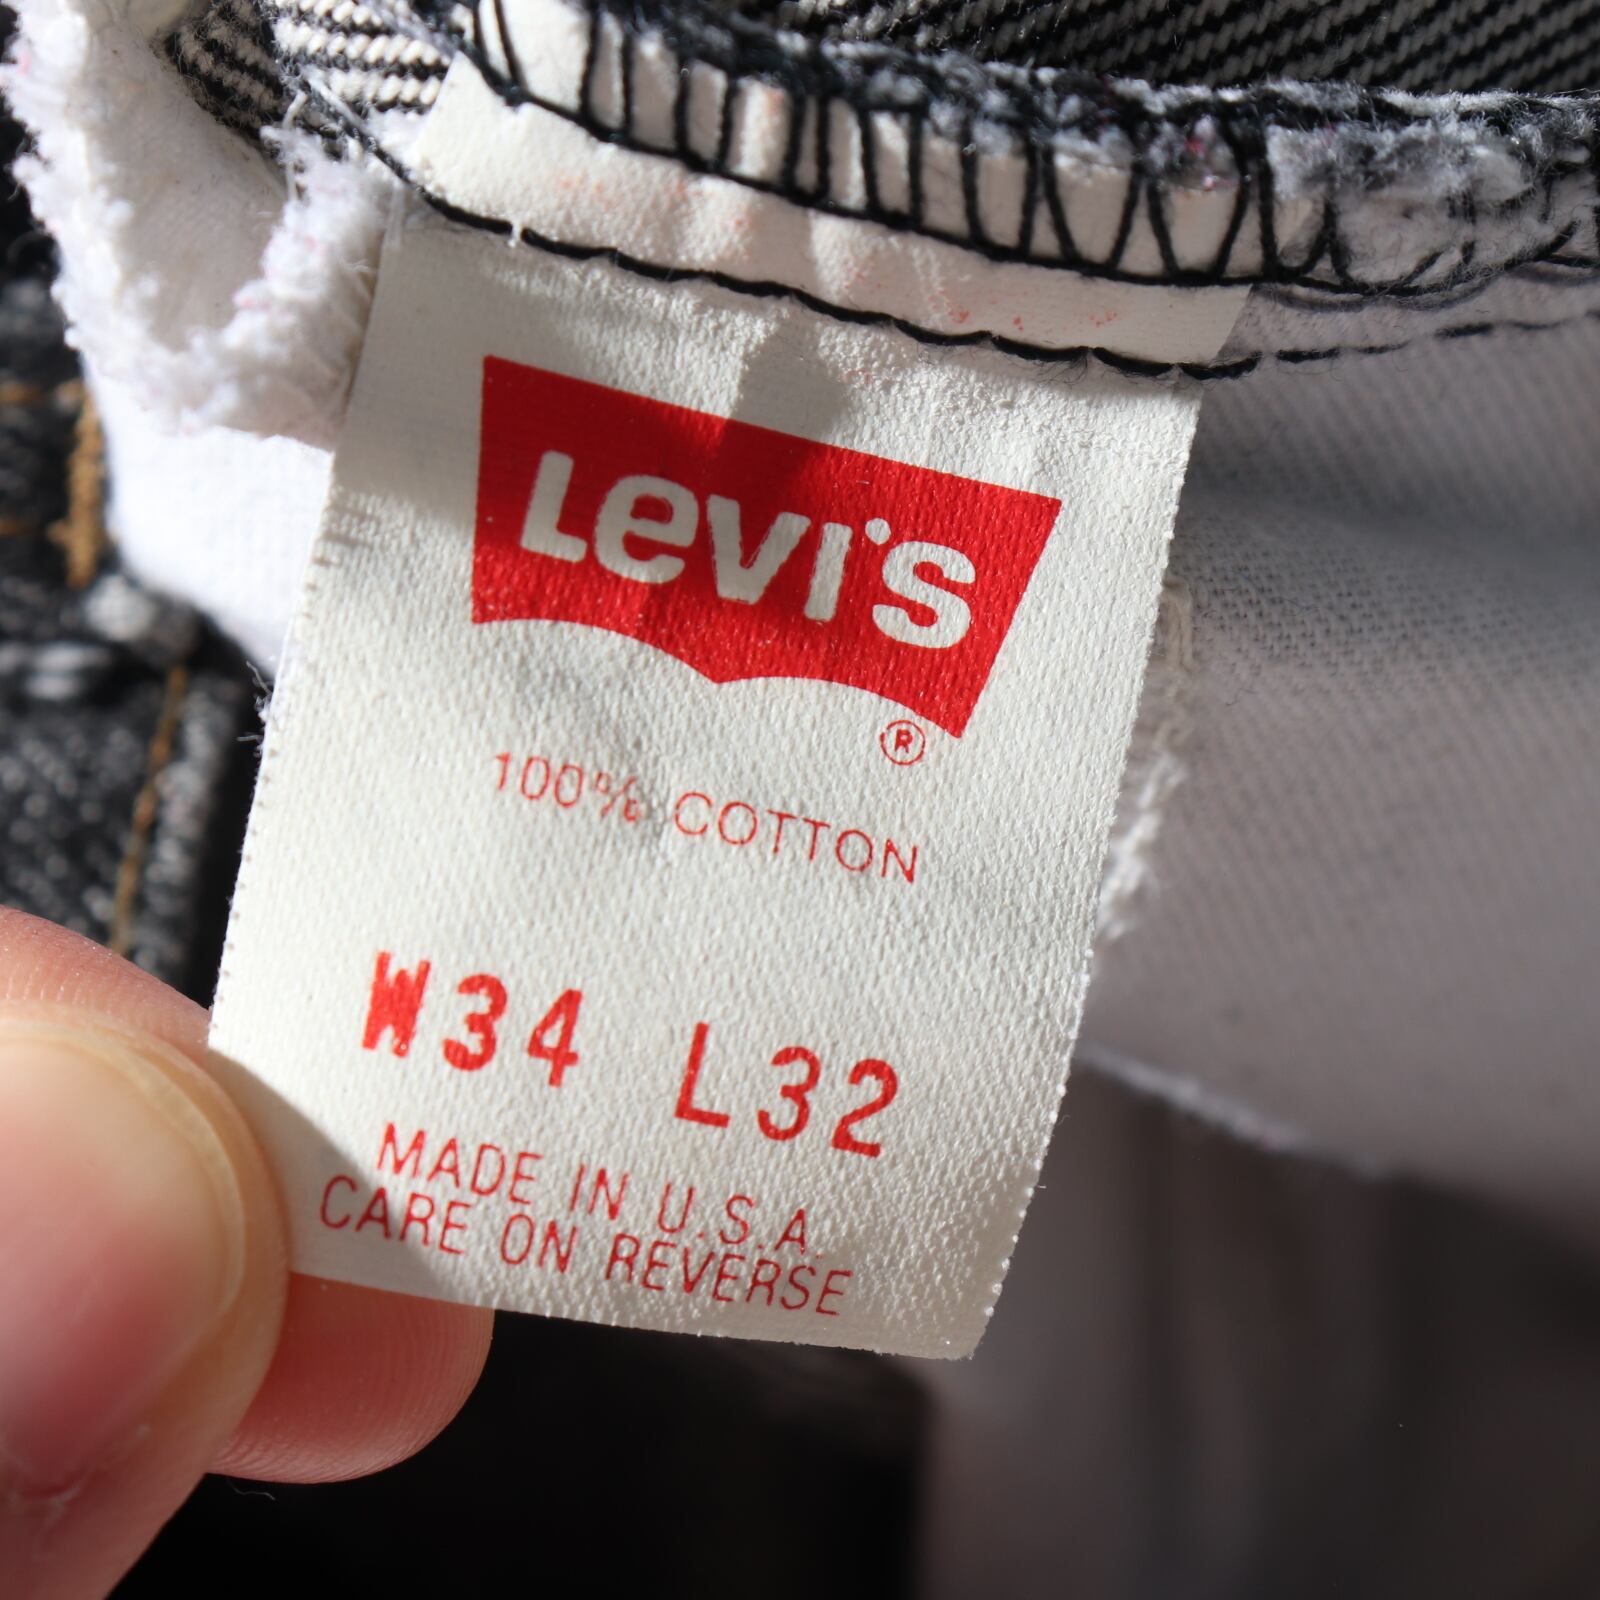 Levi's
®
100% COTTON
W34 L32
MADE IN U.S.A.
CARE ON REVERSE